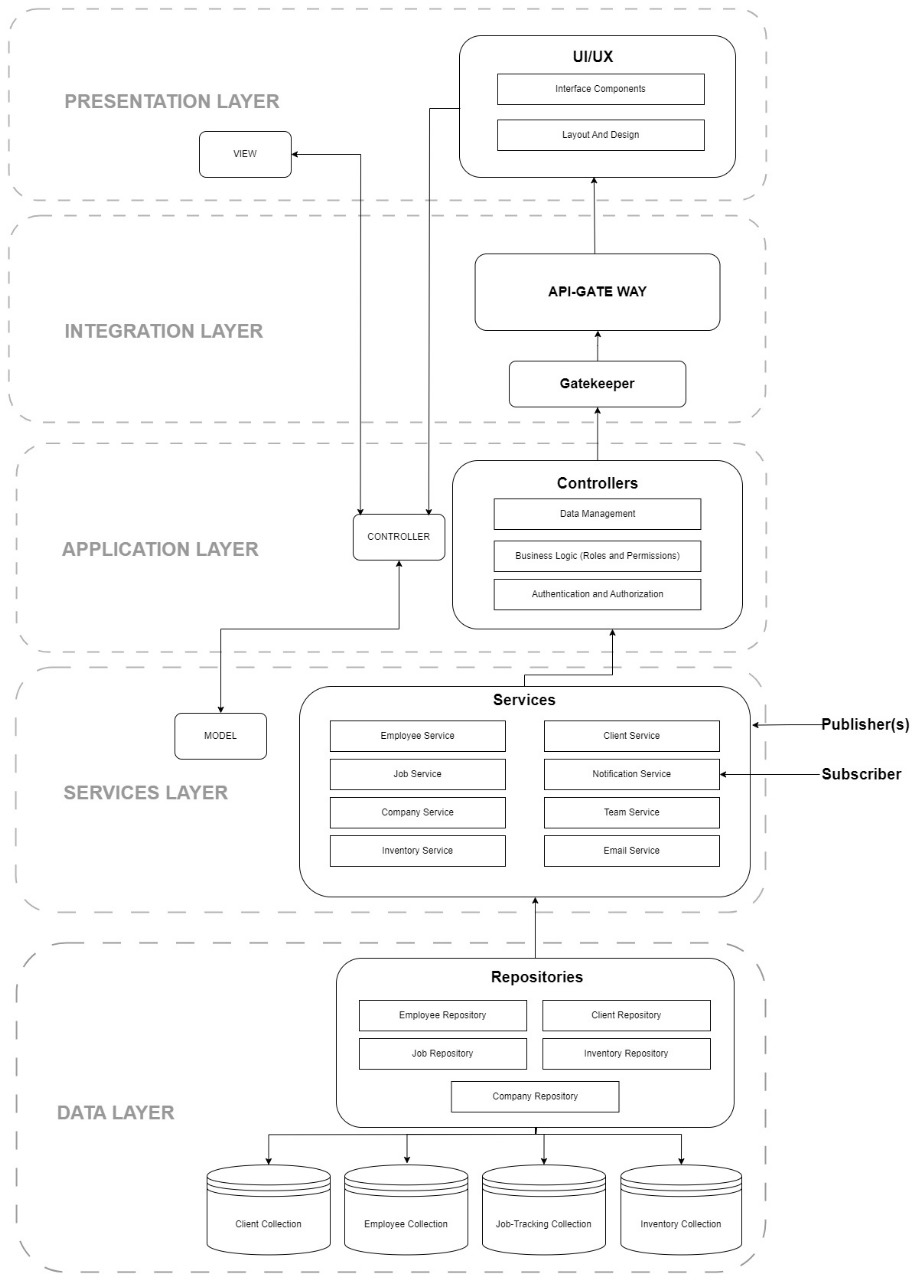 UI/UX
Interface Components
PRESENTATION LAYER
Layout And Design
VIEW
API-GATE WAY
INTEGRATION LAYER
Gatekeeper
Controllers
Data Management
CONTROLLER
APPLICATION LAYER
Business Logic (Roles and Permissions)
Authentication and Authorization
Services
Publisher(s)
MODEL
Employee Service
Client Service
Job Service
Notification Service
Subscriber
SERVICES LAYER
Company Service
Team Service
Inventory Service
Email Service
Repositories
Employee Repository
Client Repository
Job Repository
Inventory Repository
Company Repository
DATA LAYER
Client Collection
Employee Collection
Job-Tracking Collection
Inventory Collection